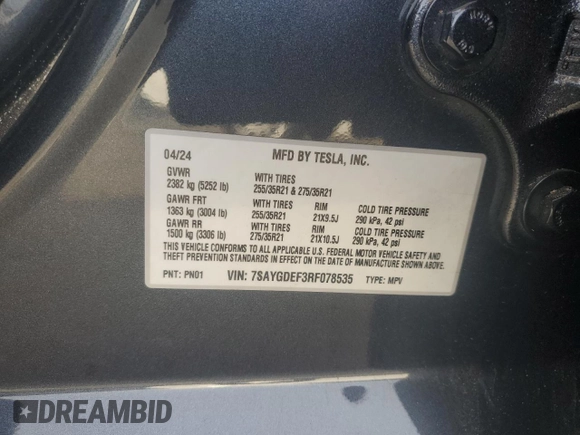 04/24 MFD BY TESLA, INC.
GVWR WITH TIRES
2382 kg (5252 lb) 255/35R21 & 275/35R21
GAWR FRT WITH TIRES RIM COLD TIRE PRESSURE
1363 kg (3004 lb) 255/35R21 21X9.5J 290 kPa, 42 psi
GAWR RR WITH TIRES RIM COLD TIRE PRESSURE
1500 kg (3306 lb) 275/35R21 21X10.5J 290 kPa, 42 psi
THIS VEHICLE CONFORMS TO ALL APPLICABLE U.S. FEDERAL MOTOR VEHICLE SAFETY AND
THEFT PREVENTION STANDARDS IN EFFECT ON THE DATE OF MANUFACTURE SHOWN ABOVE.
PNT: PN01 VIN: 7SAYGDEF3RF078535 TYPE: MPV
DREAMBID